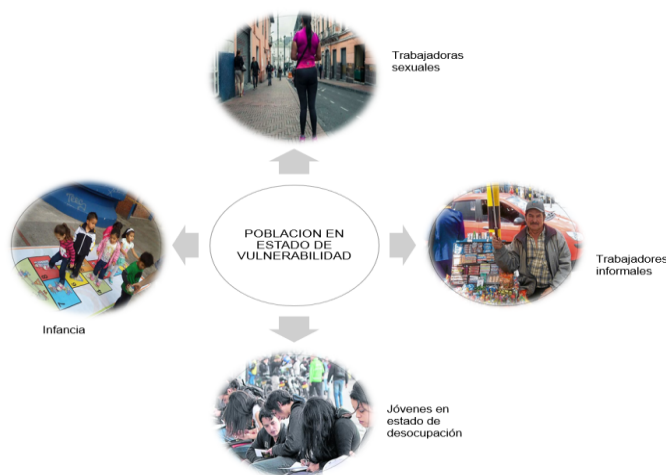 Trabajadoras
sexuales
POBLACION EN
ESTADO DE
VULNERABILIDAD
Trabajadores
informales
Infancia
Jóvenes en
estado de
desocupación